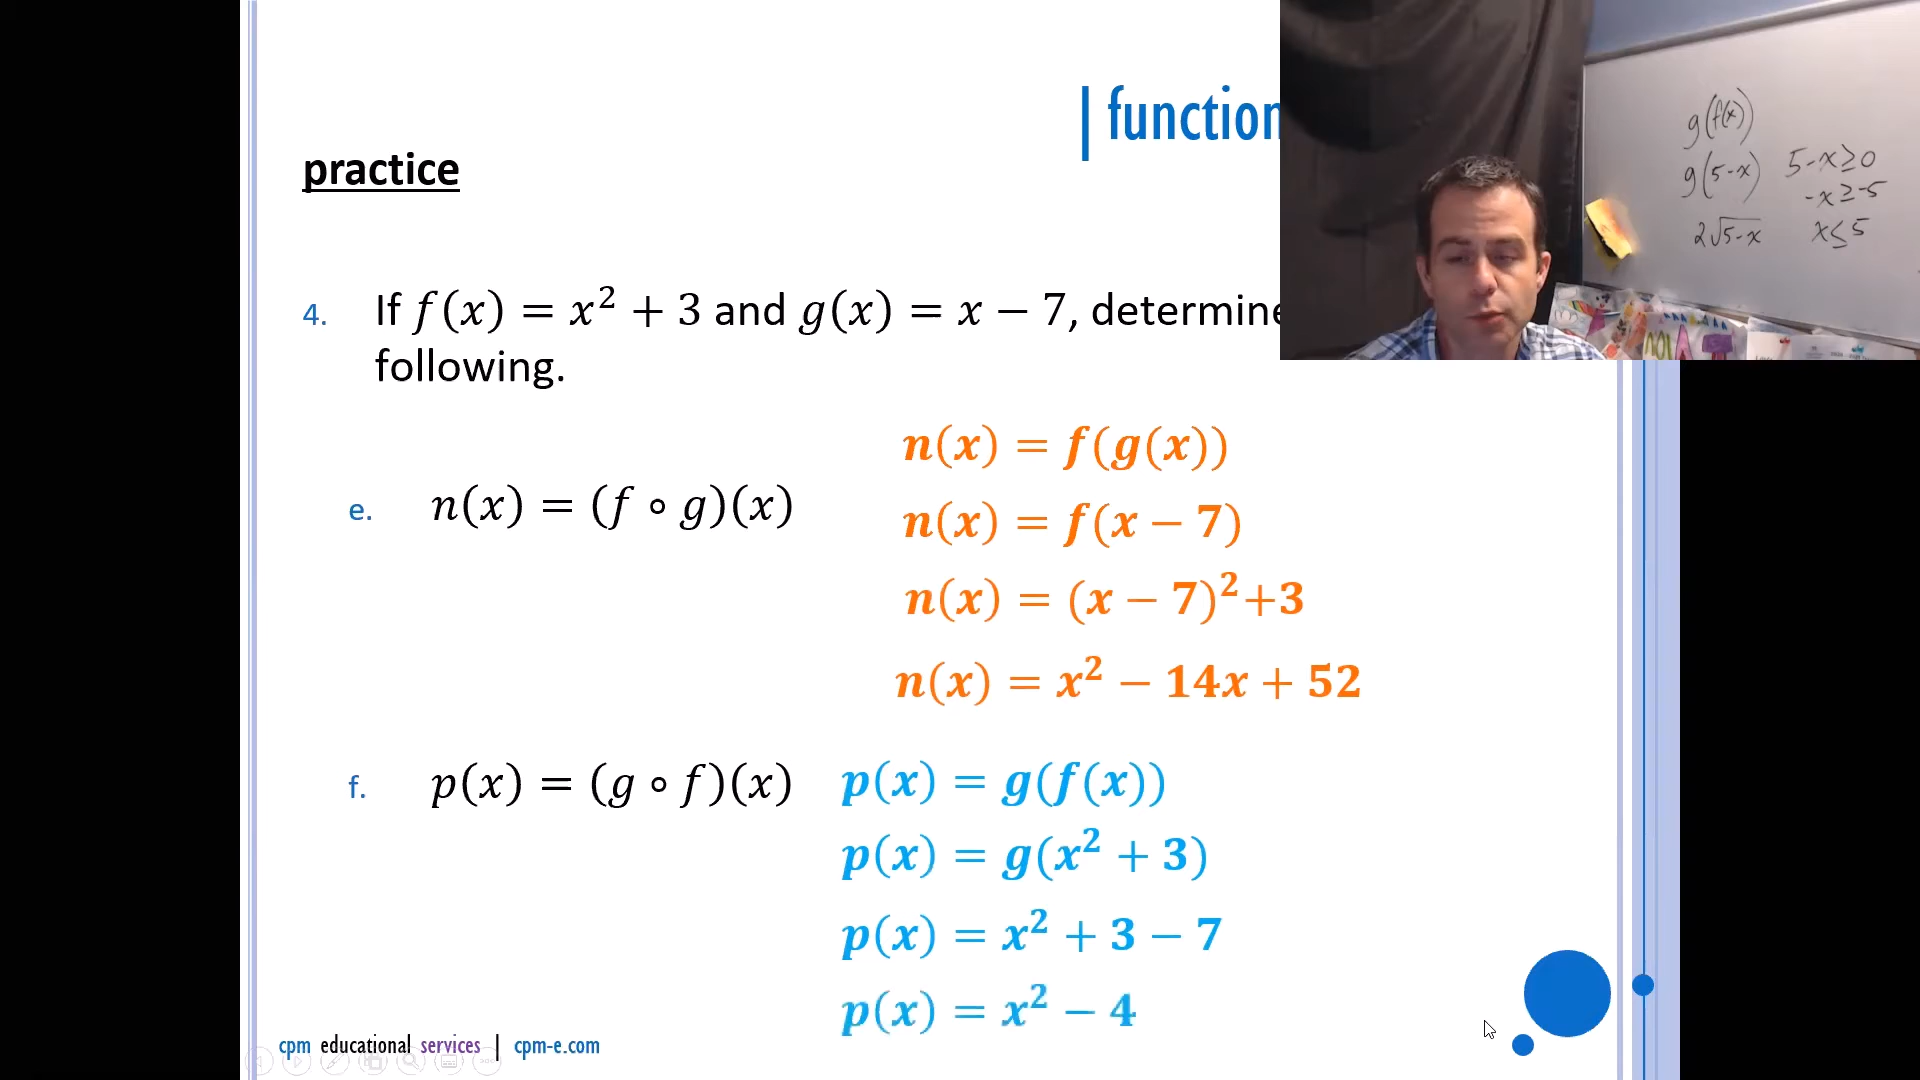 | function
practice
4. If f(x) = x² + 3 and g(x) = x − 7, determine
following.
e. n(x) = (f ∘ g)(x)
n(x) = f(g(x))
n(x) = f(x − 7)
n(x) = (x − 7)²+3
n(x) = x² − 14x + 52
f. p(x) = (g ∘ f)(x)
p(x) = g(f(x))
p(x) = g(x² + 3)
p(x) = x² + 3 − 7
p(x) = x² − 4
cpm educational services | cpm-e.com
g(f(x))
g(5-x)
2√5-x
5-x≥0
-x≥-5
x≤5